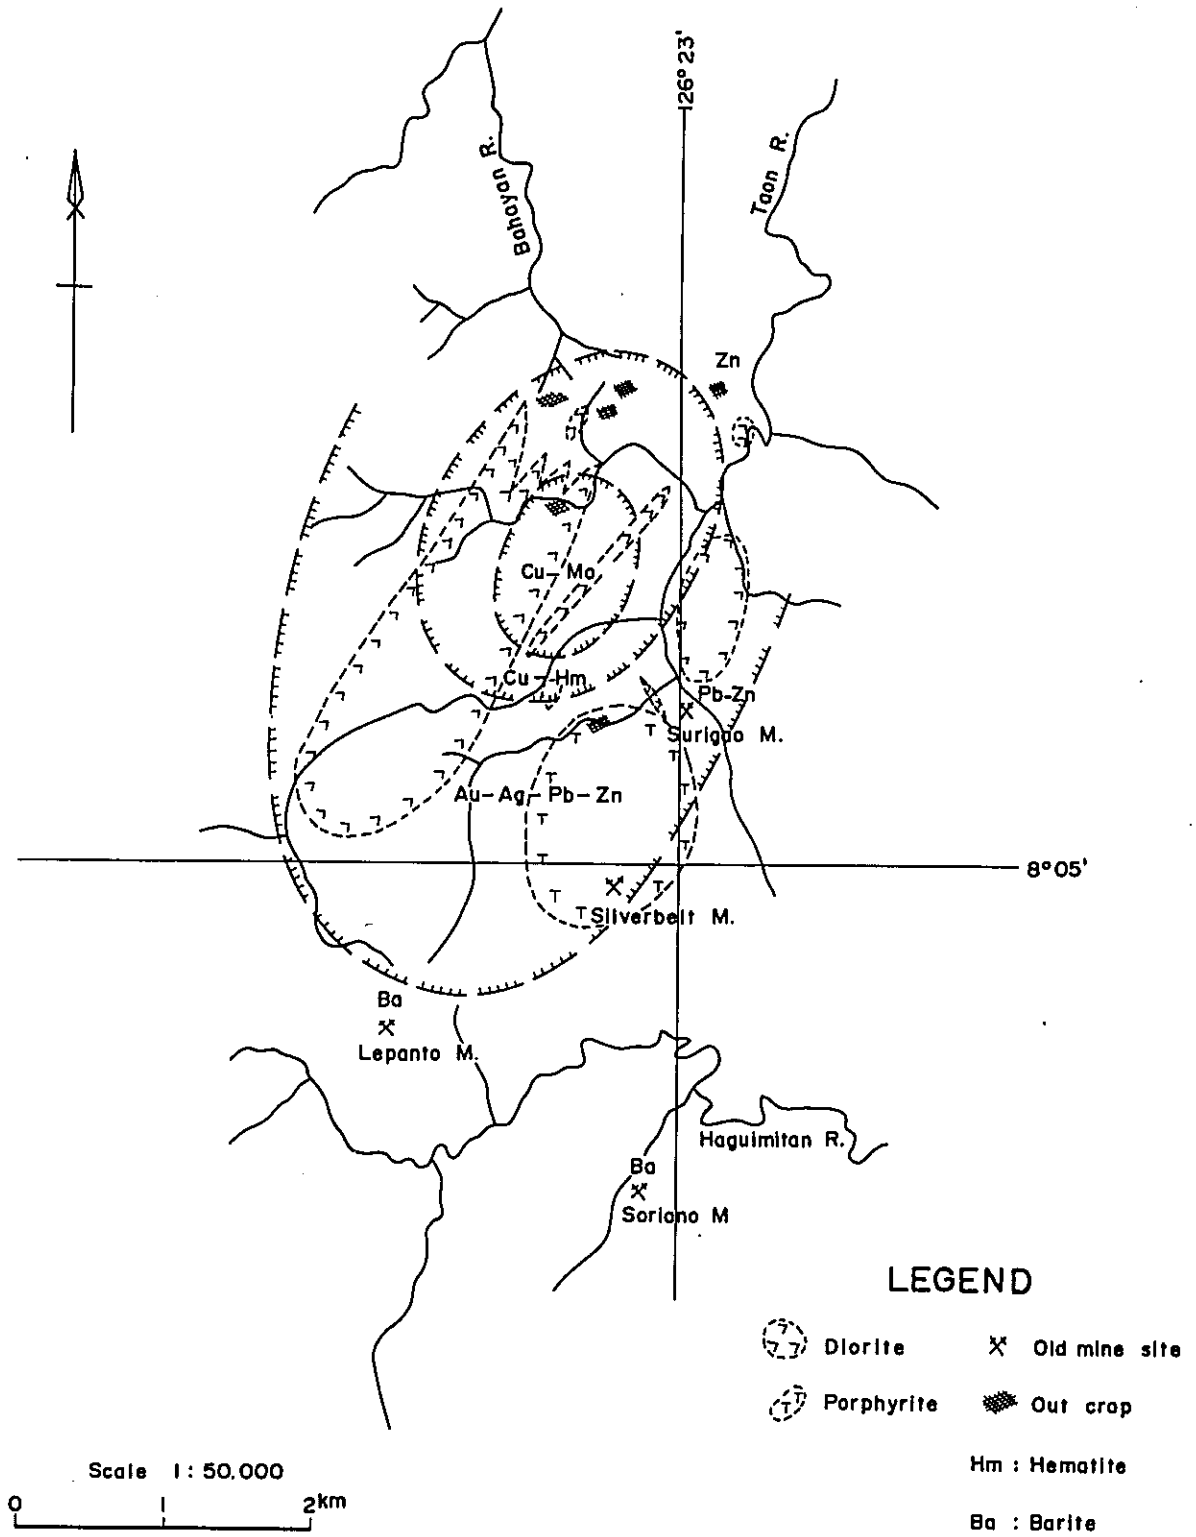 126° 23'
Bahayan R.
Taon R.
Zn
Cu-Mo
Cu-Hm
Pb-Zn
Surigao M.
Au-Ag-Pb-Zn
8°05'
Silverbelt M.
Ba
Lepanto M.
Haguimitan R.
Ba
Soriano M
LEGEND
Diorite
Old mine site
Porphyrite
Out crop
Hm : Hematite
Ba : Barite
Scale 1 : 50,000
0 1 2km